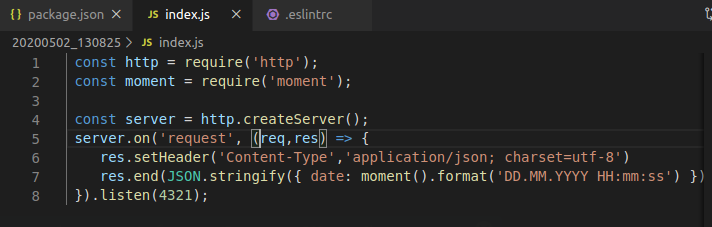 {} package.json × JS index.js × .eslintrc
20200502_130825 > JS index.js
1 const http = require('http');
2 const moment = require('moment');
3
4 const server = http.createServer();
5 server.on('request', (req,res) => {
6 res.setHeader('Content-Type','application/json; charset=utf-8')
7 res.end(JSON.stringify({ date: moment().format('DD.MM.YYYY HH:mm:ss') })
8 }).listen(4321);